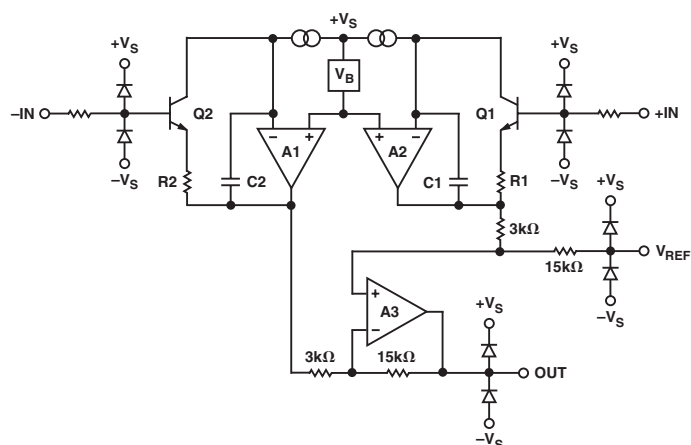 +VS
+VS
+VS
VB
–IN
Q2
Q1
+IN
A1
A2
–VS
–VS
R2
C2
C1
R1
+VS
3kΩ
15kΩ
VREF
A3
–VS
+VS
3kΩ
15kΩ
OUT
–VS